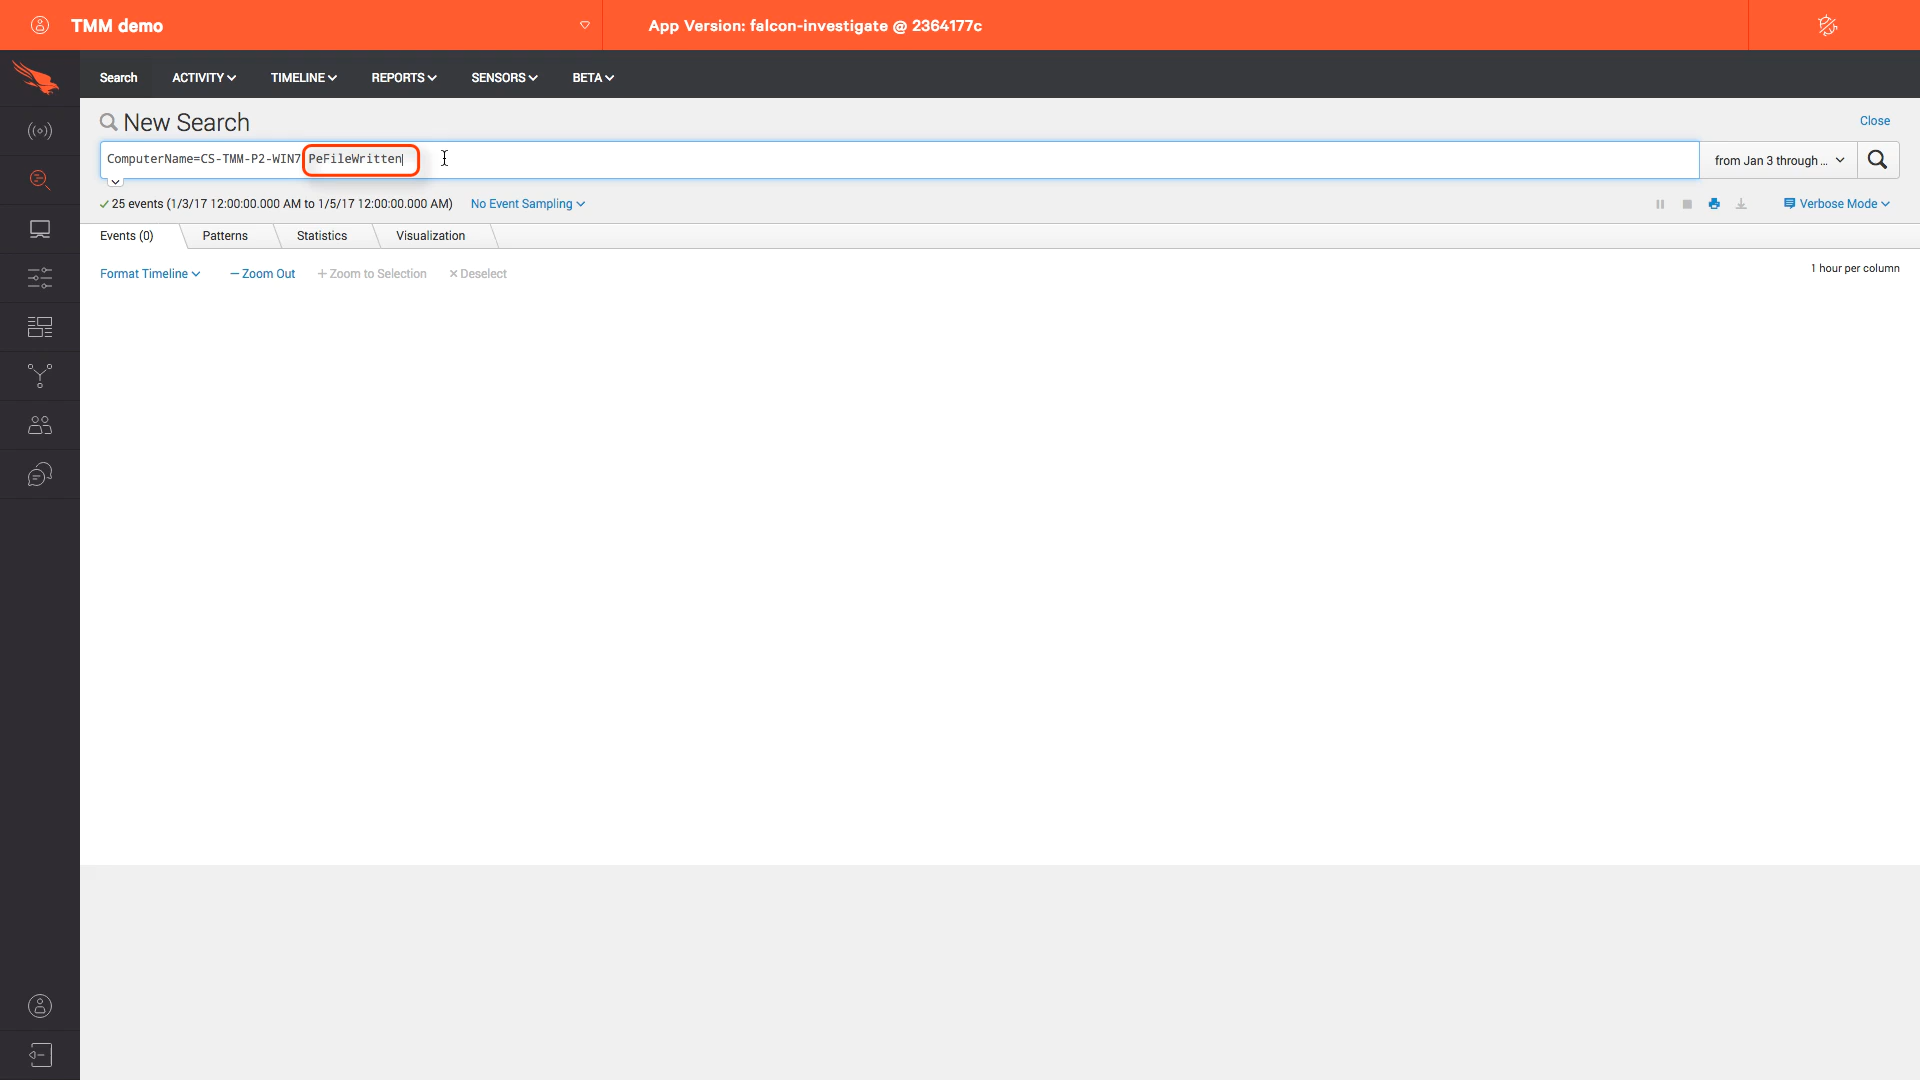 TMM demo
App Version: falcon-investigate @ 2364177c
Search ACTIVITY TIMELINE REPORTS SENSORS BETA
New Search
Close
ComputerName=CS-TMM-P2-WIN7 PeFileWritten
from Jan 3 through ...
25 events (1/3/17 12:00:00.000 AM to 1/5/17 12:00:00.000 AM) No Event Sampling
Verbose Mode
Events (0) Patterns Statistics Visualization
Format Timeline — Zoom Out + Zoom to Selection × Deselect
1 hour per column